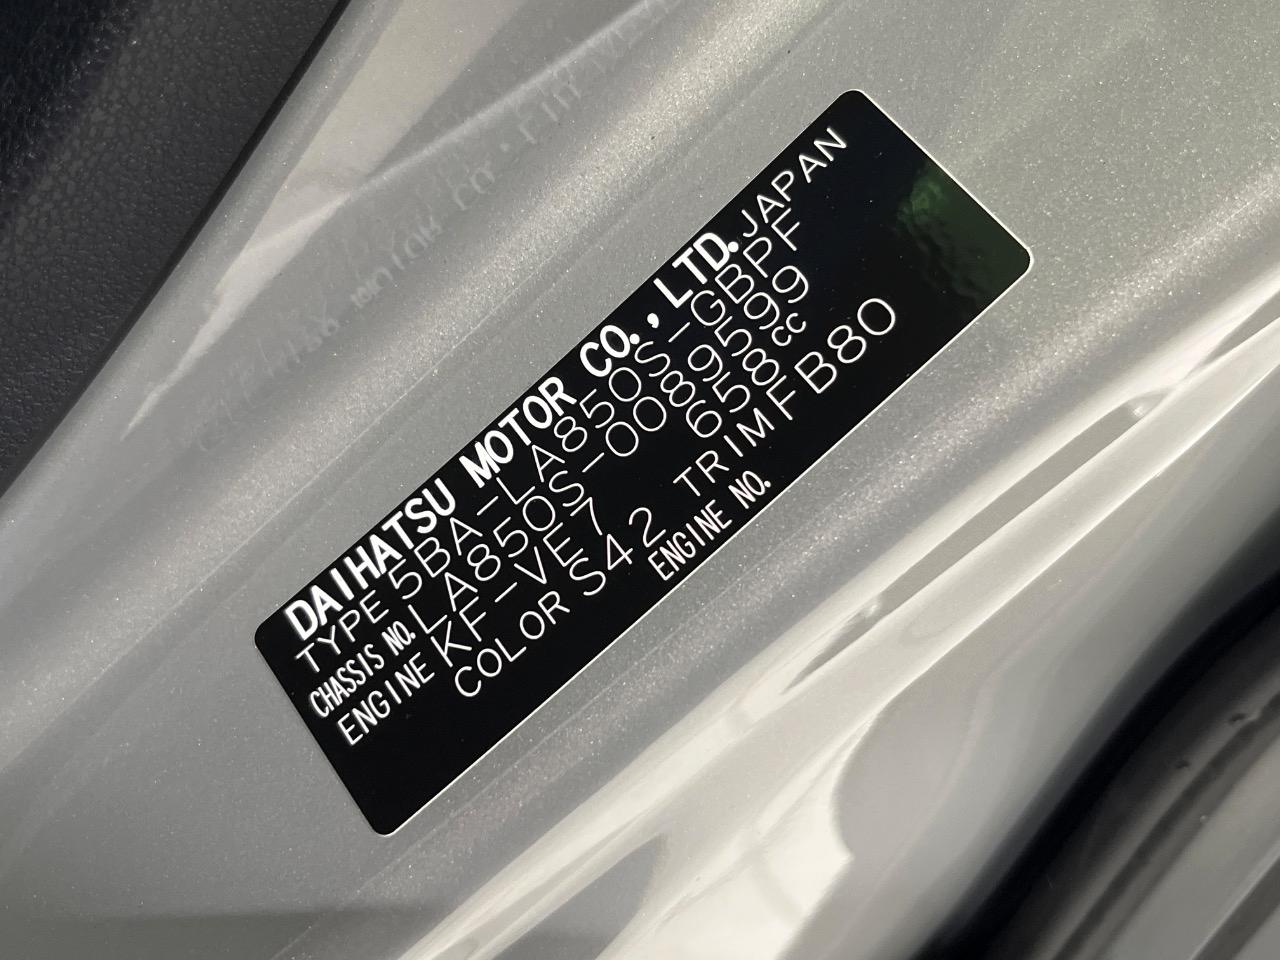 DAIHATSU MOTOR CO., LTD. JAPAN
TYPE 5BA-LA850S-GBPF
CHASSIS NO. LA850S-0089599
ENGINE KF-VE7 658cc
COLOR S42 TRIM FB80
ENGINE NO.